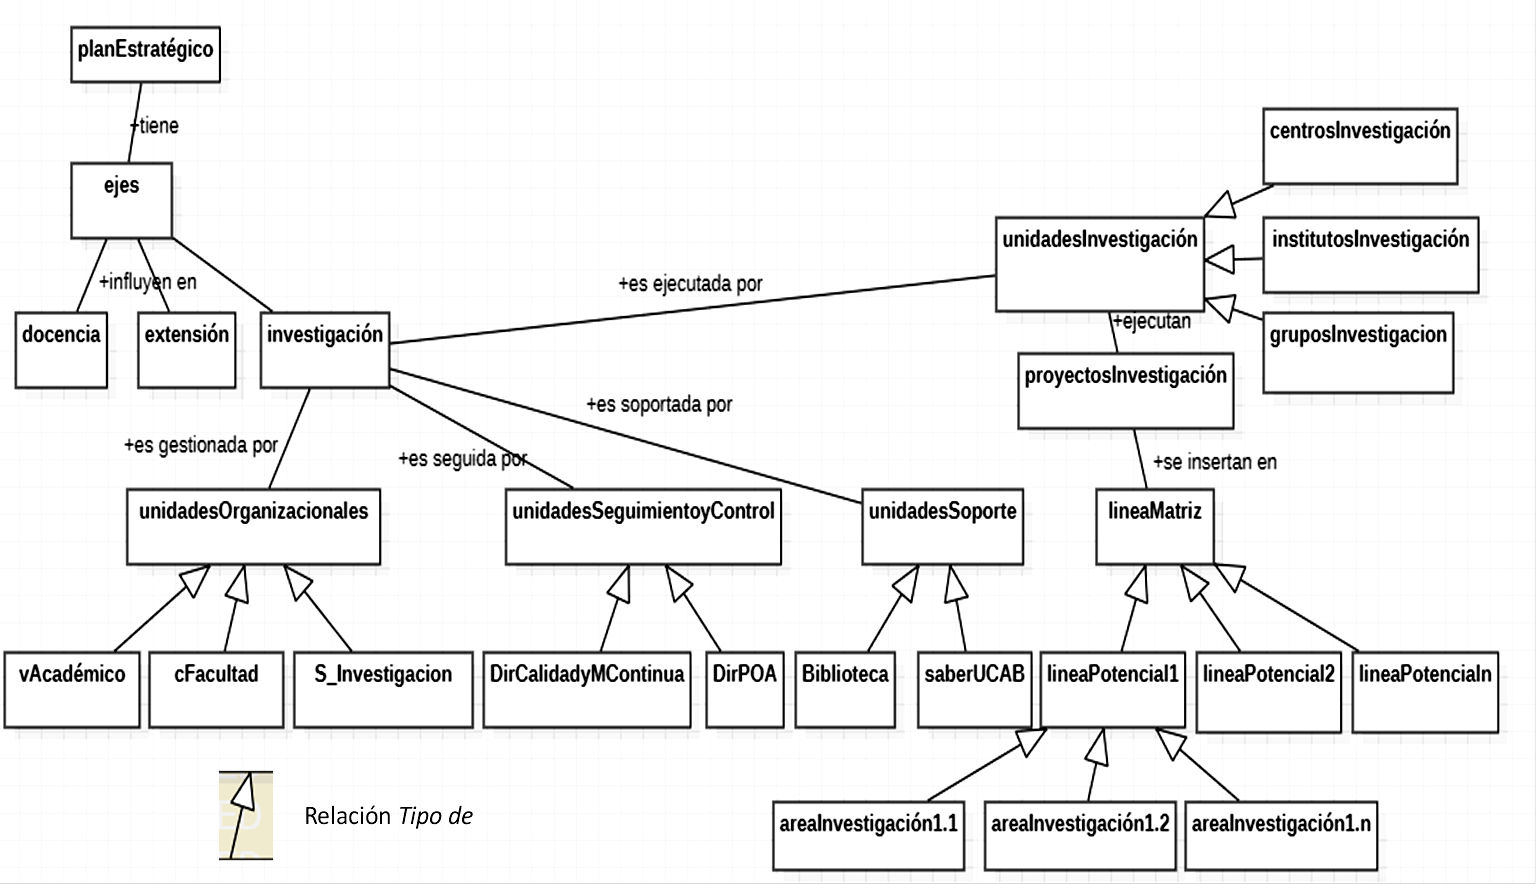 planEstratégico
+tiene
centrosInvestigación
ejes
unidadesInvestigación
institutosInvestigación
+influyen en
+es ejecutada por
+ejecutan
docencia
extensión
investigación
gruposInvestigacion
proyectosInvestigación
+es soportada por
+es gestionada por
+es seguida por
+se insertan en
unidadesOrganizacionales
unidadesSeguimientoyControl
unidadesSoporte
lineaMatriz
vAcadémico
cFacultad
S_Investigacion
DirCalidadyMContinua
DirPOA
Biblioteca
saberUCAB
lineaPotencial1
lineaPotencial2
lineaPotencialn
Relación Tipo de
areaInvestigación1.1
areaInvestigación1.2
areaInvestigación1.n